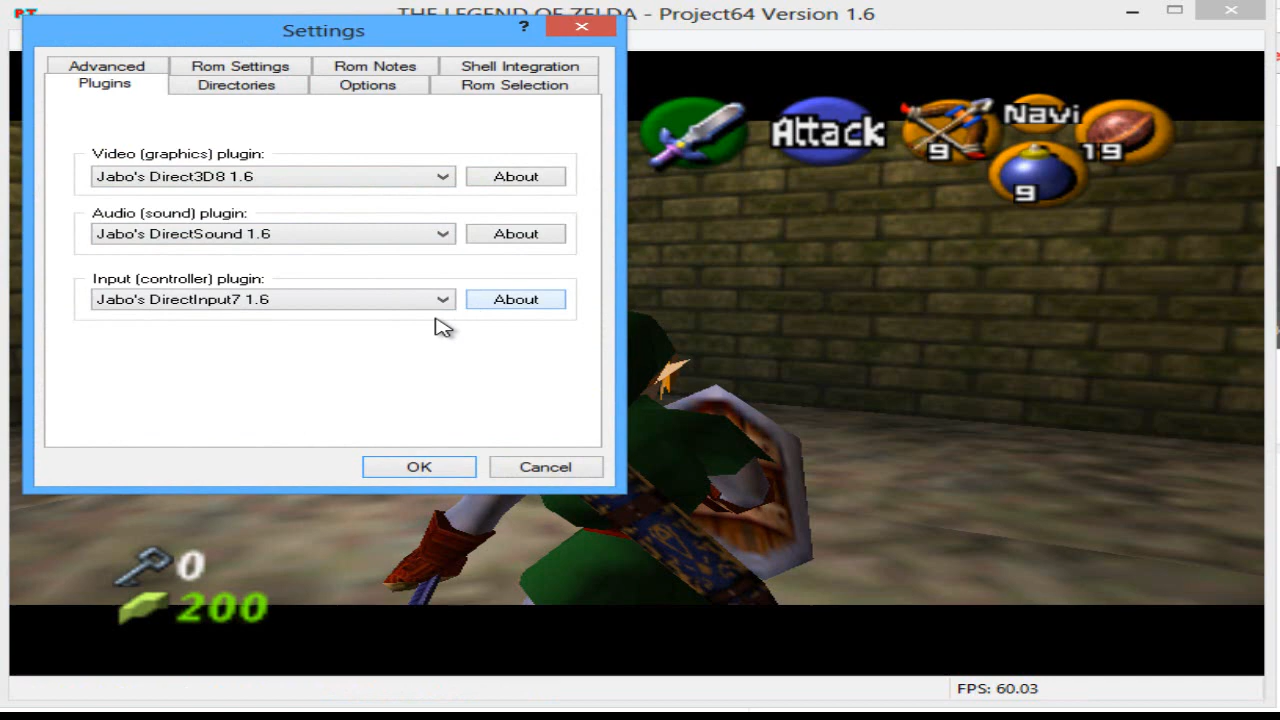 PT
THE LEGEND OF ZELDA - Project64 Version 1.6
Settings
?
Advanced
Rom Settings
Rom Notes
Shell Integration
Plugins
Directories
Options
Rom Selection
Video (graphics) plugin:
Jabo's Direct3D8 1.6
About
Audio (sound) plugin:
Jabo's DirectSound 1.6
About
Input (controller) plugin:
Jabo's DirectInput7 1.6
About
OK
Cancel
Attack
Navi
9
19
9
0
200
FPS: 60.03